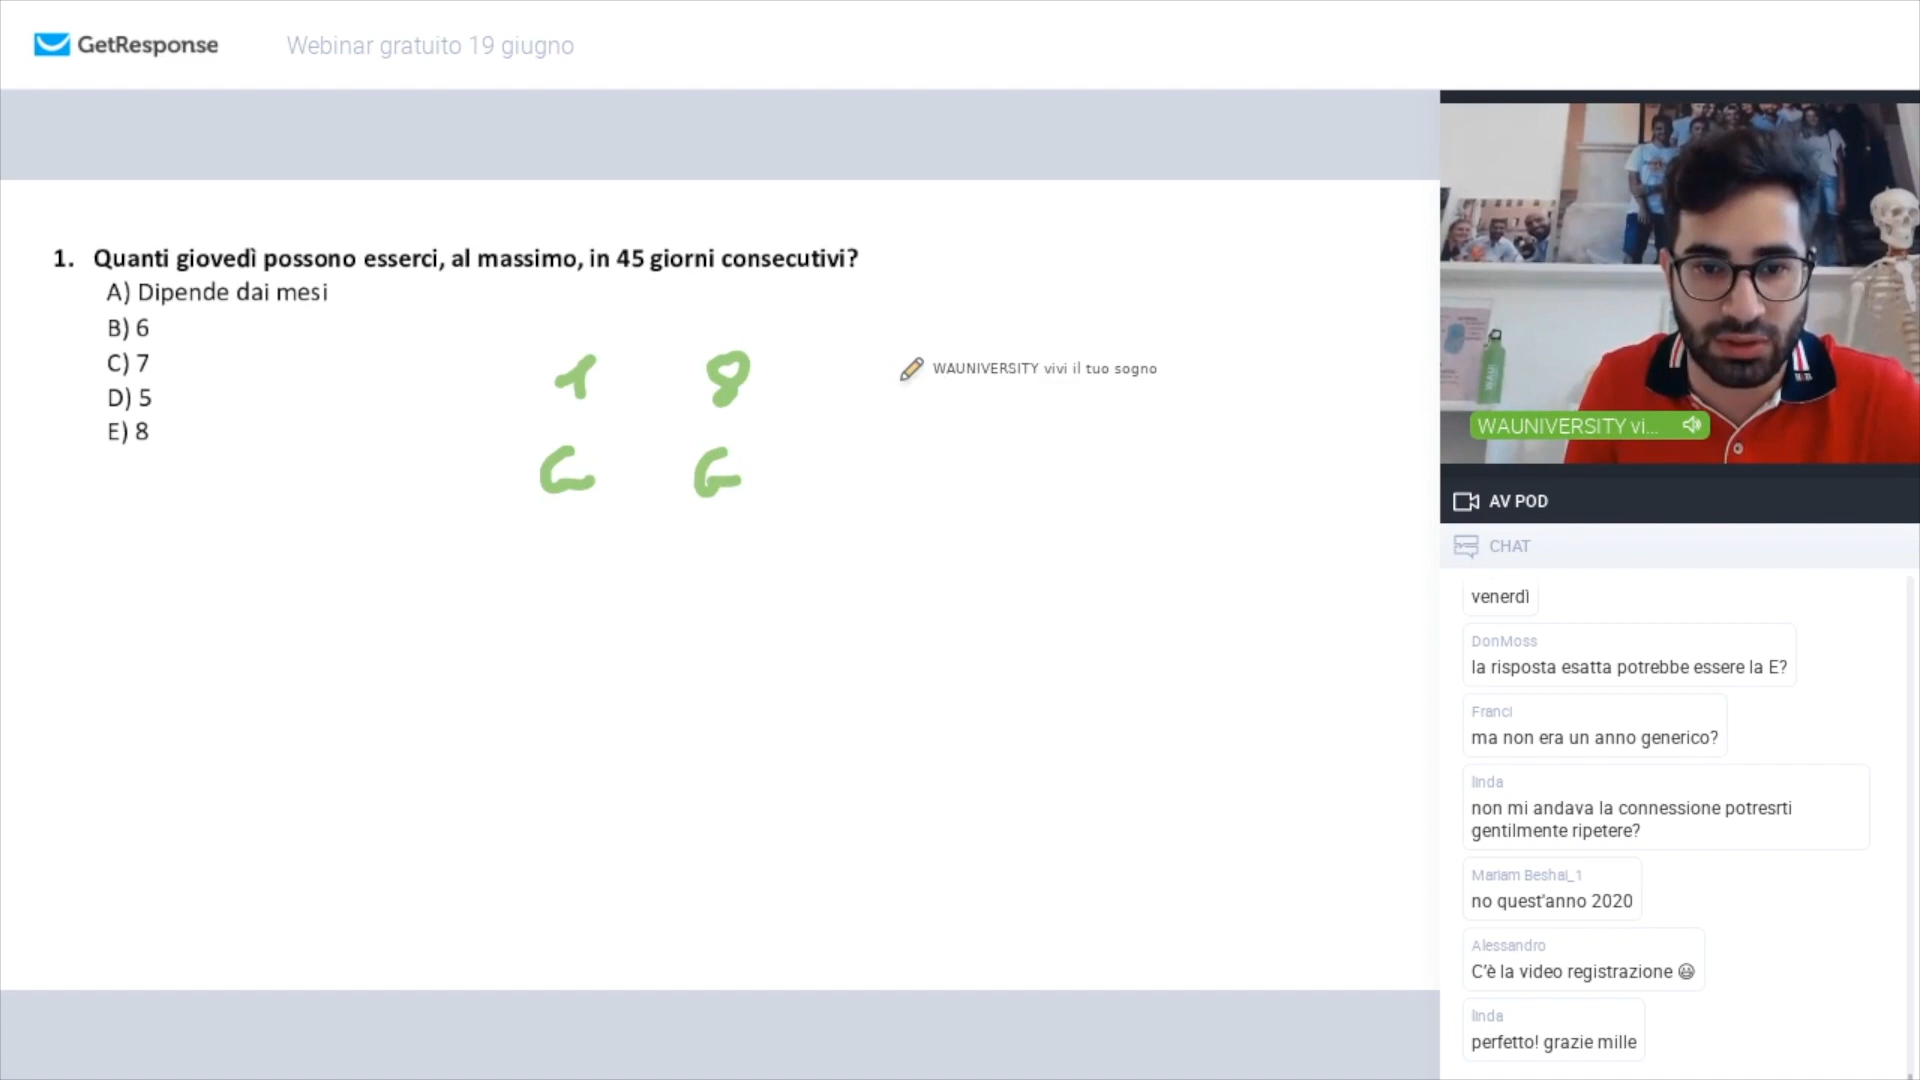 GetResponse
Webinar gratuito 19 giugno
1. Quanti giovedì possono esserci, al massimo, in 45 giorni consecutivi?
A) Dipende dai mesi
B) 6
C) 7
D) 5
E) 8
1 8
G G
WAUNIVERSITY vivi il tuo sogno
WAUNIVERSITY vi...
AV POD
CHAT
venerdì
DonMoss
la risposta esatta potrebbe essere la E?
Franci
ma non era un anno generico?
linda
non mi andava la connessione potresrti
gentilmente ripetere?
Mariam Beshai_1
no quest'anno 2020
Alessandro
C'è la video registrazione 😃
linda
perfetto! grazie mille